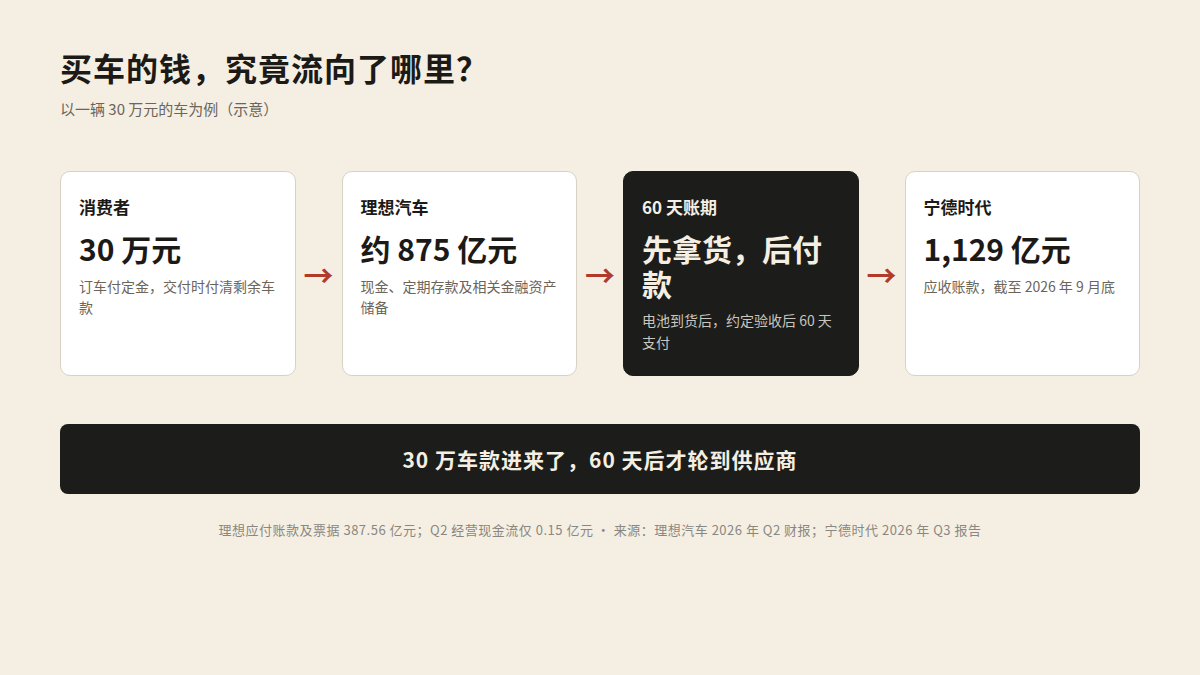 买车的钱，究竟流向了哪里？
以一辆 30 万元的车为例（示意）
消费者
30 万元
订车付定金，交付时付清剩余车
款
→
理想汽车
约 875 亿元
现金、定期存款及相关金融资产
储备
→
60 天账期
先拿货，后付
款
电池到货后，约定验收后 60 天
支付
→
宁德时代
1,129 亿元
应收账款，截至 2026 年 9 月底
30 万车款进来了，60 天后才轮到供应商
理想应付账款及票据 387.56 亿元；Q2 经营现金流仅 0.15 亿元 · 来源：理想汽车 2026 年 Q2 财报；宁德时代 2026 年 Q3 报告